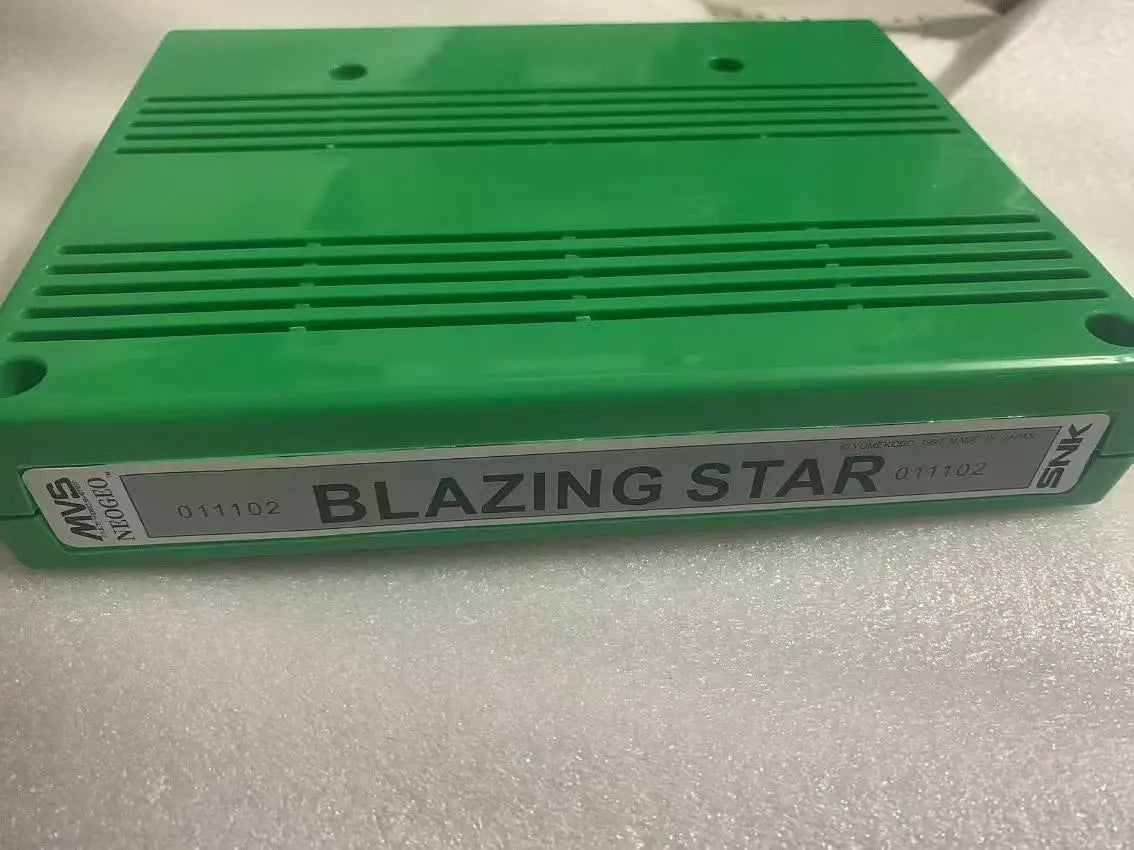 MVS
NEOGEO
011102
BLAZING STAR
© YUMEKOBO 1997 MADE IN JAPAN
011102
SNK